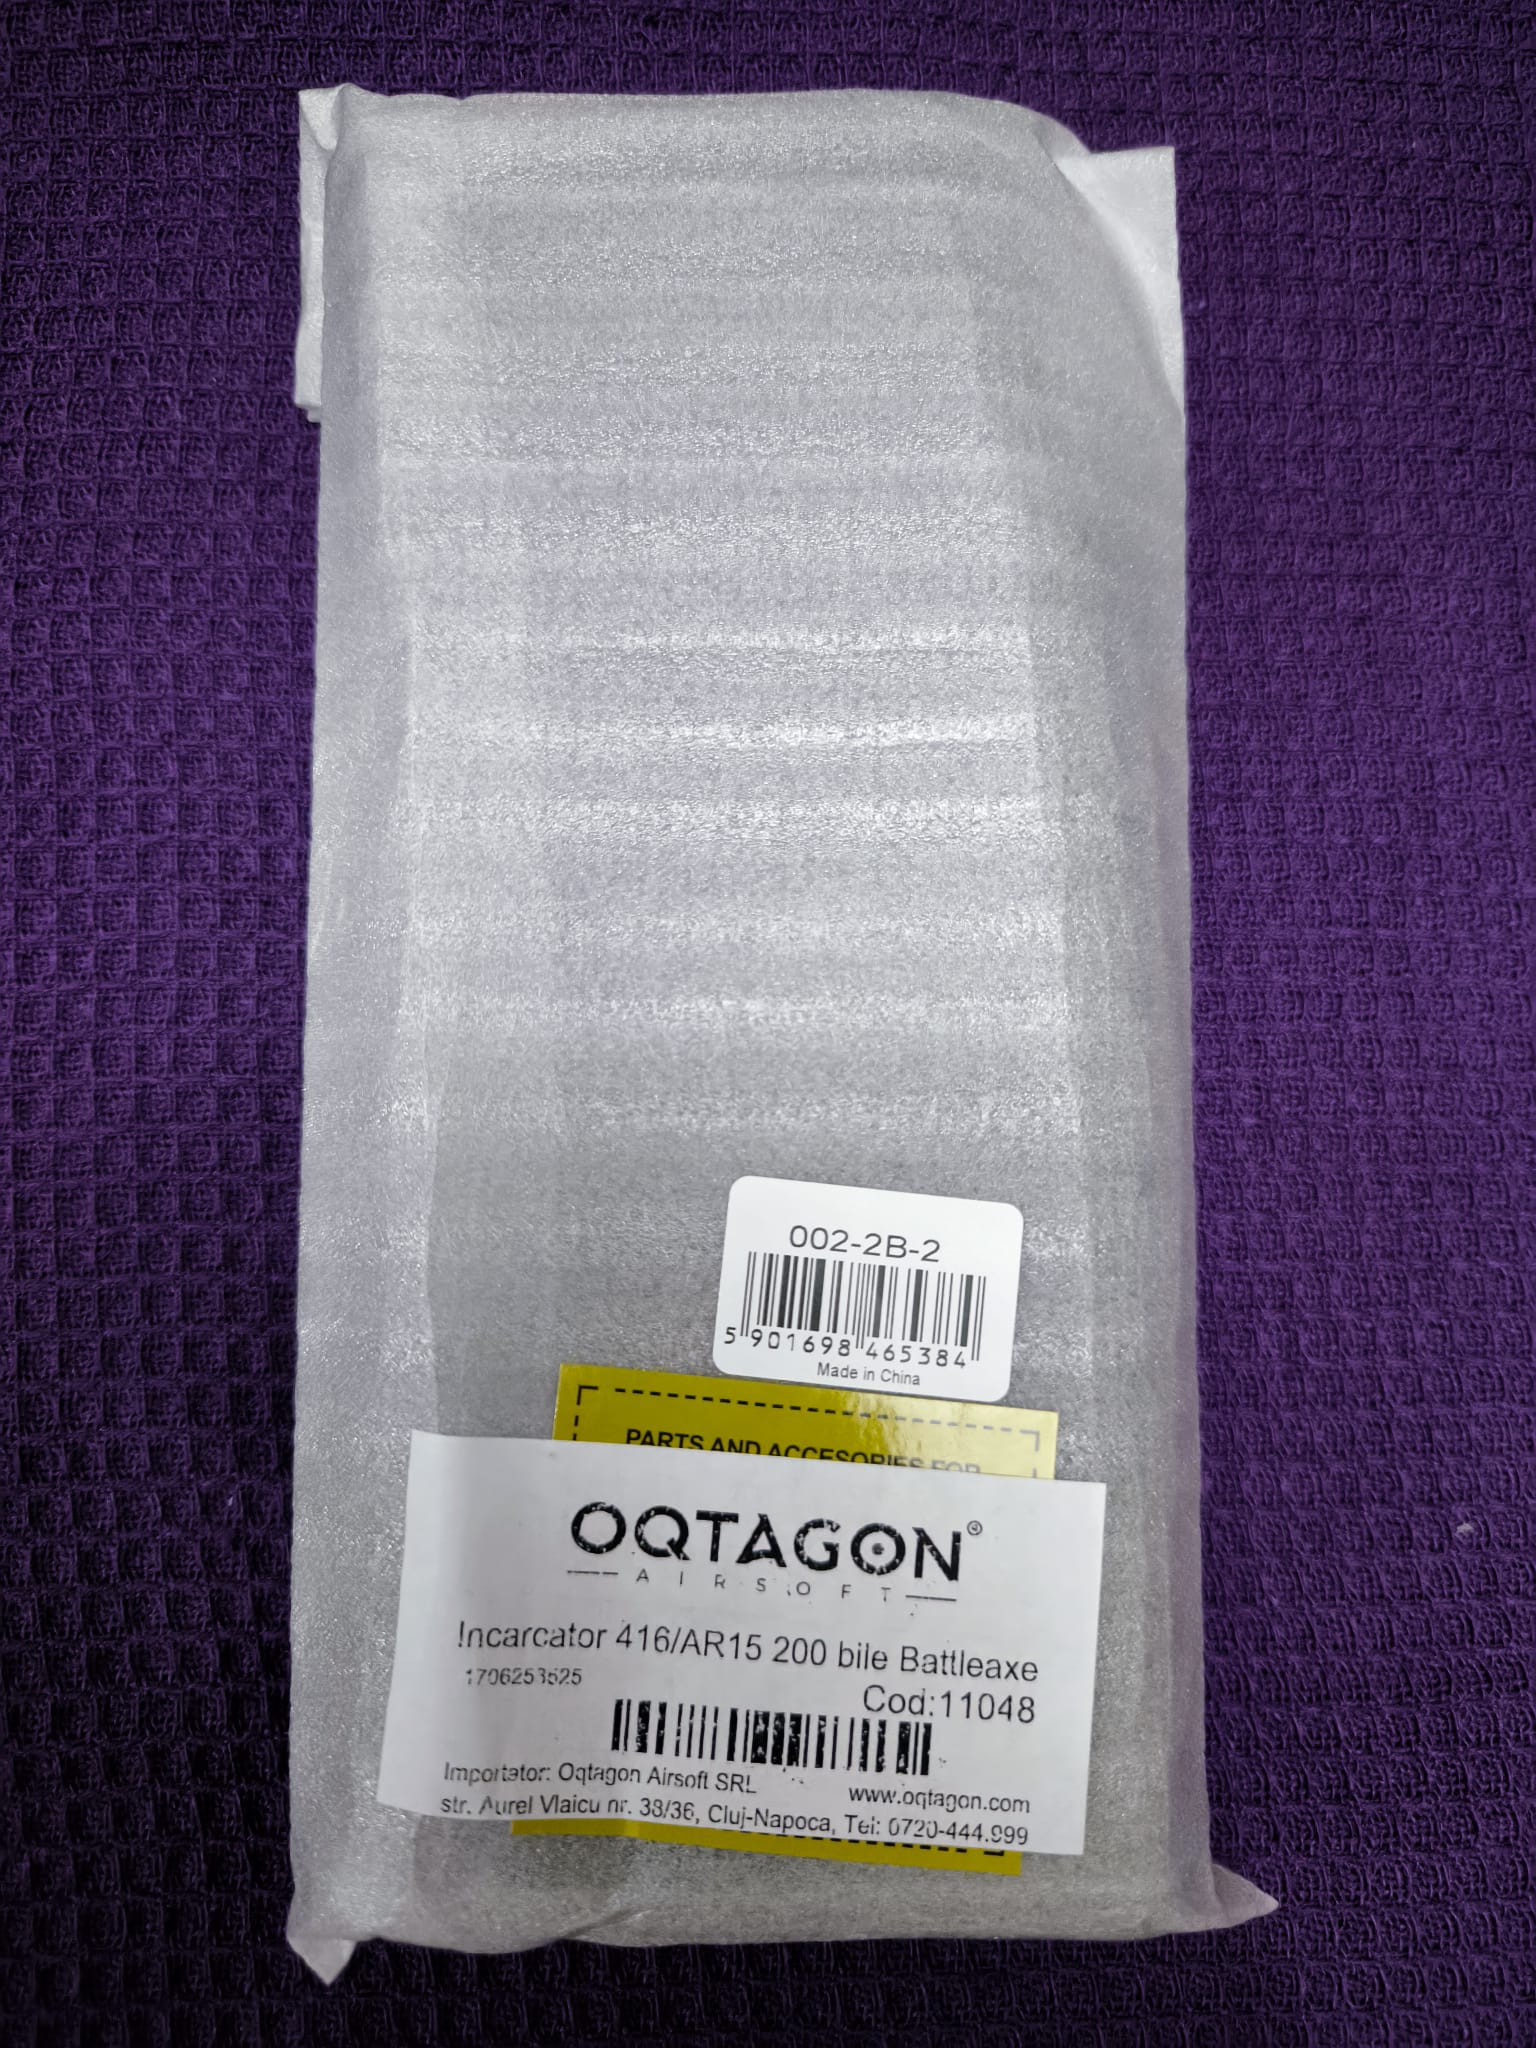 002-2B-2
5 901698 465384
Made in China
PARTS AND ACCESORIES FOR
OQTAGON®
AIRSOFT
Incarcator 416/AR15 200 bile Battleaxe
1706253525
Cod:11048
Importator: Oqtagon Airsoft SRL
www.oqtagon.com
str. Aurel Vlaicu nr. 38/36, Cluj-Napoca, Tel: 0720-444.999